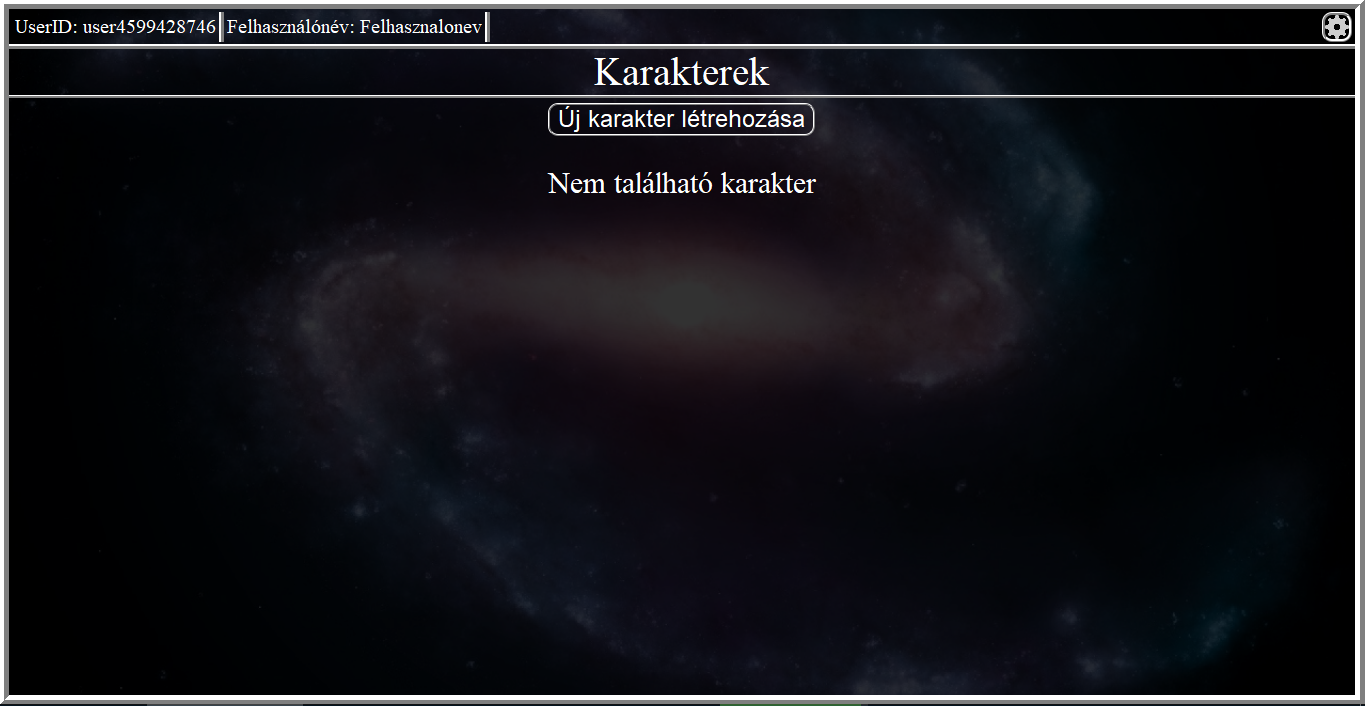 UserID: user4599428746 Felhasználónév: Felhasznalonev
Karakterek
Új karakter létrehozása
Nem található karakter